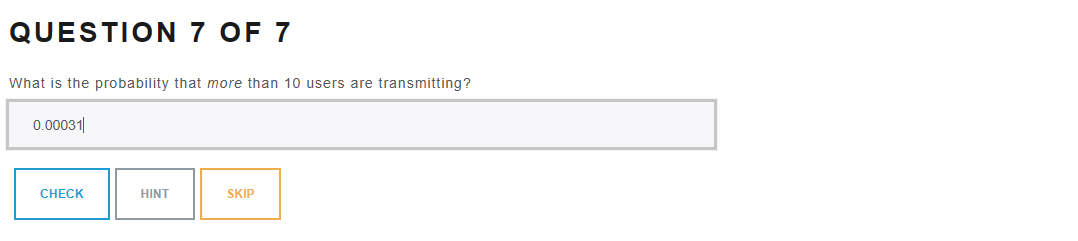 QUESTION 7 OF 7
What is the probability that more than 10 users are transmitting?
0.00031
CHECK HINT SKIP